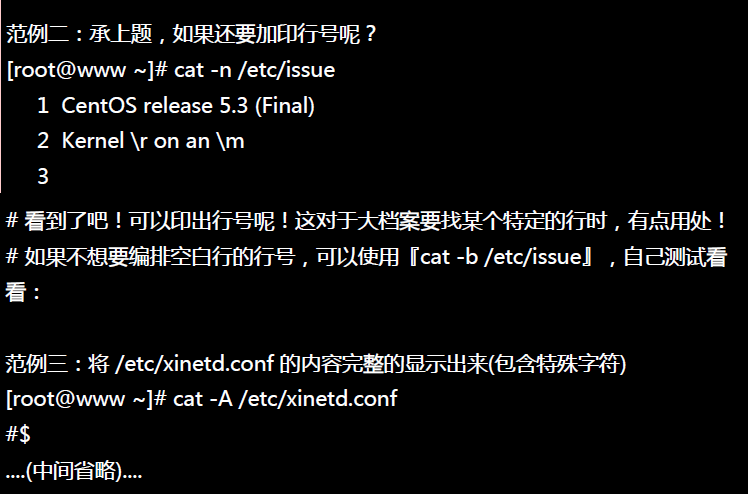 范例二：承上题，如果还要加印行号呢？
[root@www ~]# cat -n /etc/issue
1 CentOS release 5.3 (Final)
2 Kernel \r on an \m
3
# 看到了吧！可以印出行号呢！这对于大档案要找某个特定的行时，有点用处！
# 如果不想要编排空白行的行号，可以使用『cat -b /etc/issue』，自己测试看
看：
范例三：将 /etc/xinetd.conf 的内容完整的显示出来(包含特殊字符)
[root@www ~]# cat -A /etc/xinetd.conf
#$
....(中间省略)....